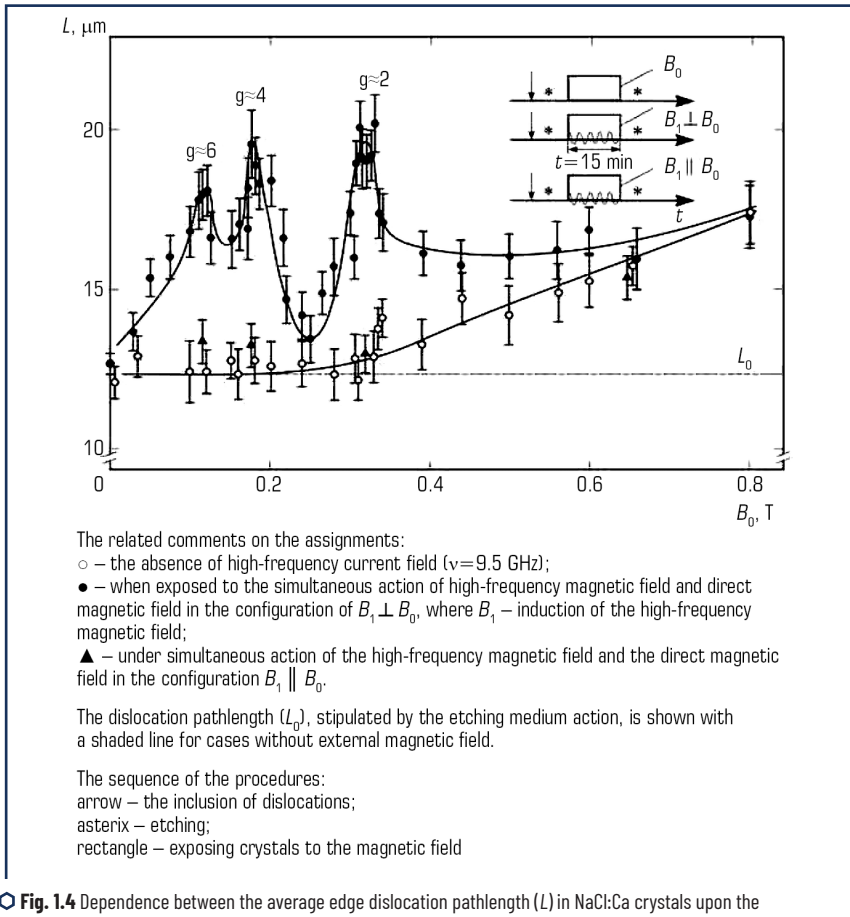 L, μm
20
15
10
g≈6
g≈4
g≈2
B₀
B₁⊥B₀
t=15 min
B₁ ∥ B₀
t
* *
* *
* *
L₀
0 0.2 0.4 0.6 0.8
B₀, T
The related comments on the assignments:
○ – the absence of high-frequency current field (ν=9.5 GHz);
● – when exposed to the simultaneous action of high-frequency magnetic field and direct
magnetic field in the configuration of B₁⊥B₀, where B₁ – induction of the high-frequency
magnetic field;
▲ – under simultaneous action of the high-frequency magnetic field and the direct magnetic
field in the configuration B₁ ∥ B₀.
The dislocation pathlength (L₀), stipulated by the etching medium action, is shown with
a shaded line for cases without external magnetic field.
The sequence of the procedures:
arrow – the inclusion of dislocations;
asterix – etching;
rectangle – exposing crystals to the magnetic field
Fig. 1.4 Dependence between the average edge dislocation pathlength (L) in NaCl:Ca crystals upon the